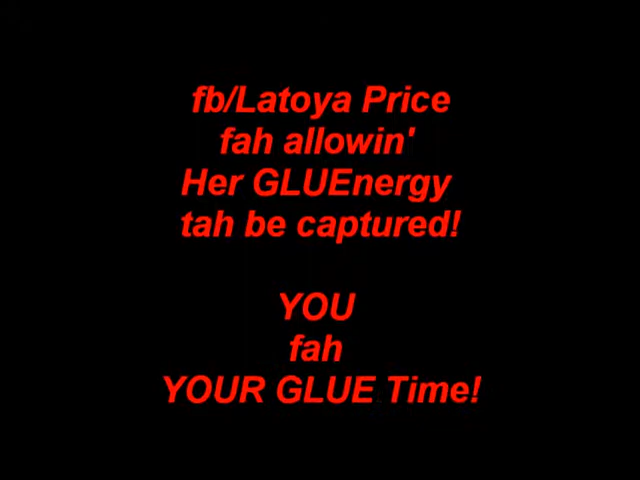 fb/Latoya Price
fah allowin'
Her GLUEnergy
tah be captured!
YOU
fah
YOUR GLUE Time!